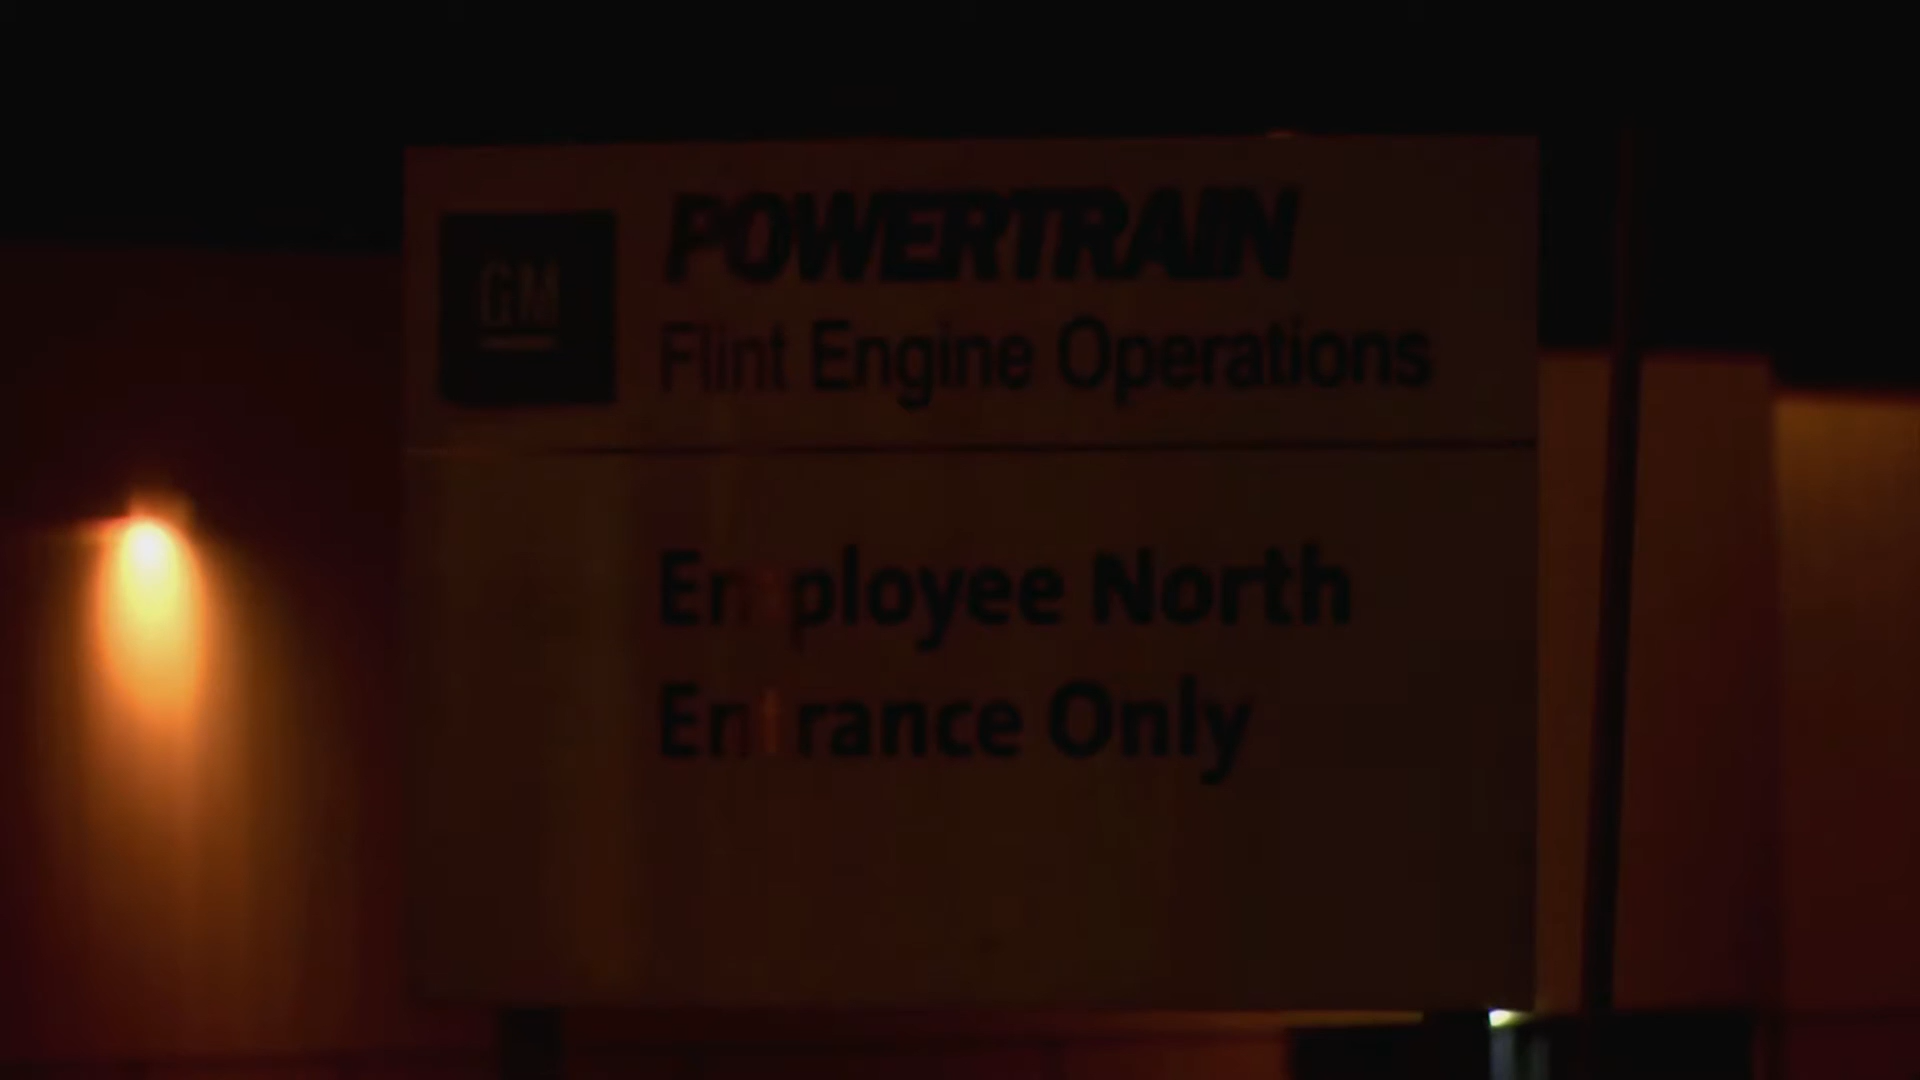 GM
POWERTRAIN
Flint Engine Operations
Employee North
Entrance Only